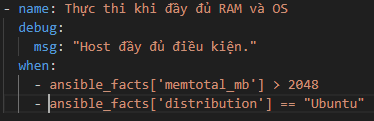 - name: Thực thi khi đầy đủ RAM và OS
  debug:
    msg: "Host đầy đủ điều kiện."
  when:
    - ansible_facts['memtotal_mb'] > 2048
    - ansible_facts['distribution'] == "Ubuntu"